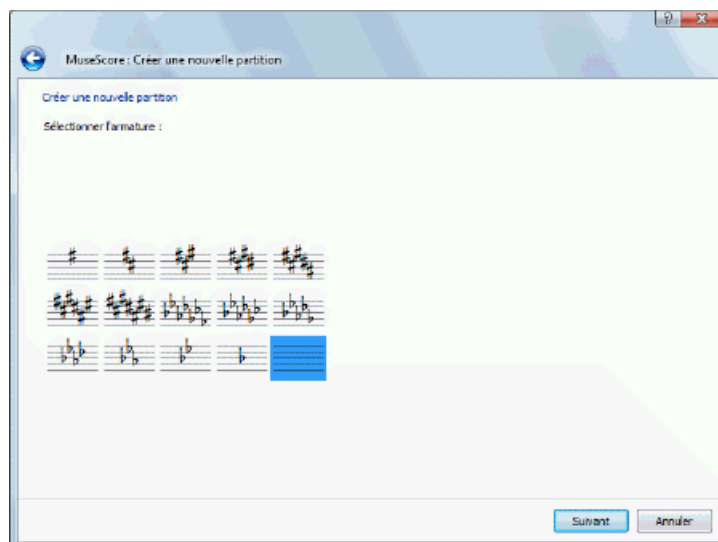 MuseScore : Créer une nouvelle partition
Créer une nouvelle partition
Sélectionner l'armature :
Suivant
Annuler